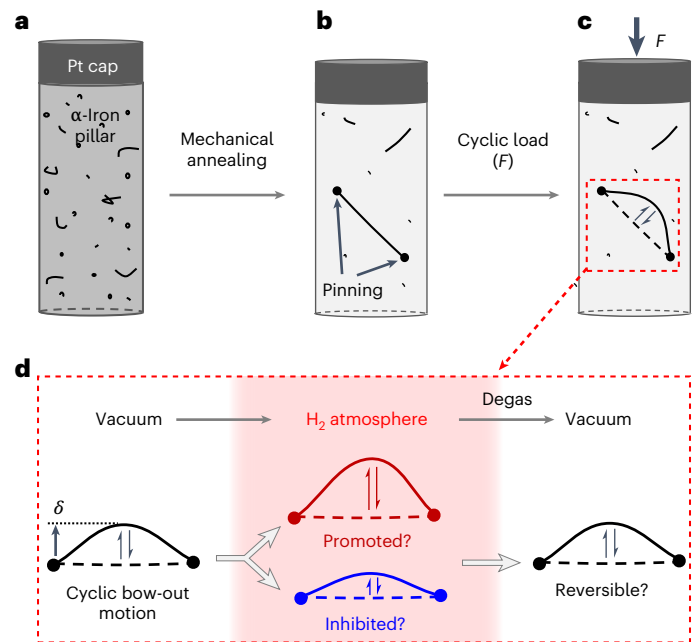 a
Pt cap
α-Iron
pillar
Mechanical
annealing
b
Pinning
Cyclic load
(F)
c
F
d
Vacuum
H₂ atmosphere
Degas
Vacuum
δ
Cyclic bow-out
motion
Promoted?
Inhibited?
Reversible?